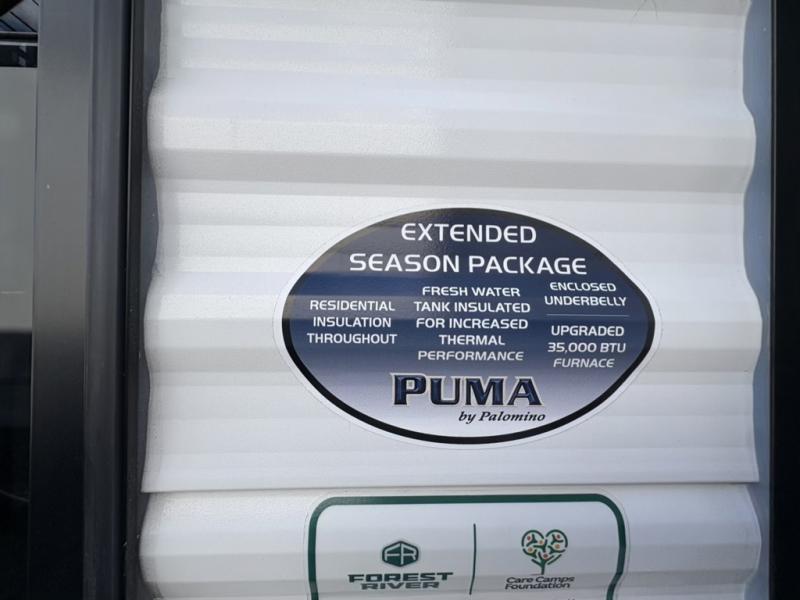 EXTENDED
SEASON PACKAGE
RESIDENTIAL
INSULATION
THROUGHOUT
FRESH WATER
TANK INSULATED
FOR INCREASED
THERMAL
PERFORMANCE
ENCLOSED
UNDERBELLY
UPGRADED
35,000 BTU
FURNACE
PUMA
by Palomino
FR
FOREST
RIVER
Care Camps
Foundation